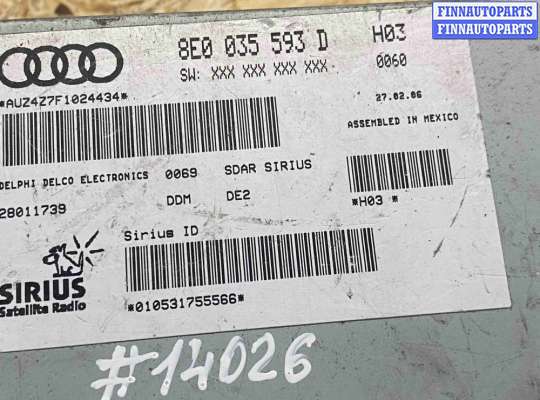 FINNAUTOPARTS
FINNAUTOPARTS
8E0 035 593 D H03
SW: XXX XXX XXX XXX 0060
*AUZ4Z7F1024434*
27.02.06
ASSEMBLED IN MEXICO
DELPHI DELCO ELECTRONICS 0069 SDAR SIRIUS
28011739 DDM DE2
*H03 *
Sirius ID
SIRIUS
Satellite Radio
*010531755566*
#14026